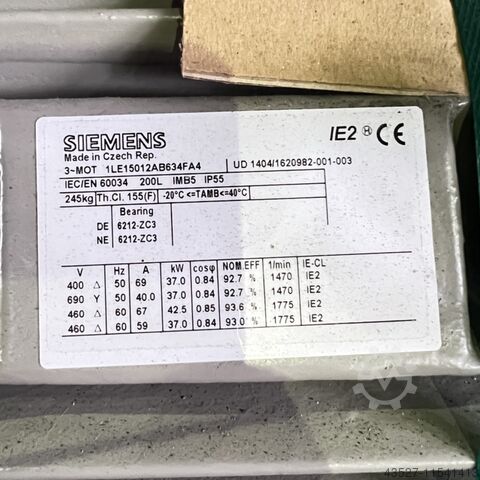 SIEMENS
IE2 H CE
Made in Czech Rep.
3~MOT 1LE15012AB634FA4 UD 1404/1620982-001-003
IEC/EN 60034 200L IMB5 IP55
245kg Th.Cl. 155(F) -20°C <=TAMB<=40°C
Bearing
DE 6212-ZC3
NE 6212-ZC3
V Hz A kW cosφ NOM.EFF 1/min IE-CL
400 Δ 50 69 37.0 0.84 92.7 % 1470 IE2
690 Y 50 40.0 37.0 0.84 92.7 % 1470 IE2
460 Δ 60 67 42.5 0.85 93.6 % 1775 IE2
460 Δ 60 59 37.0 0.84 93.0 % 1775 IE2
43527-11541413